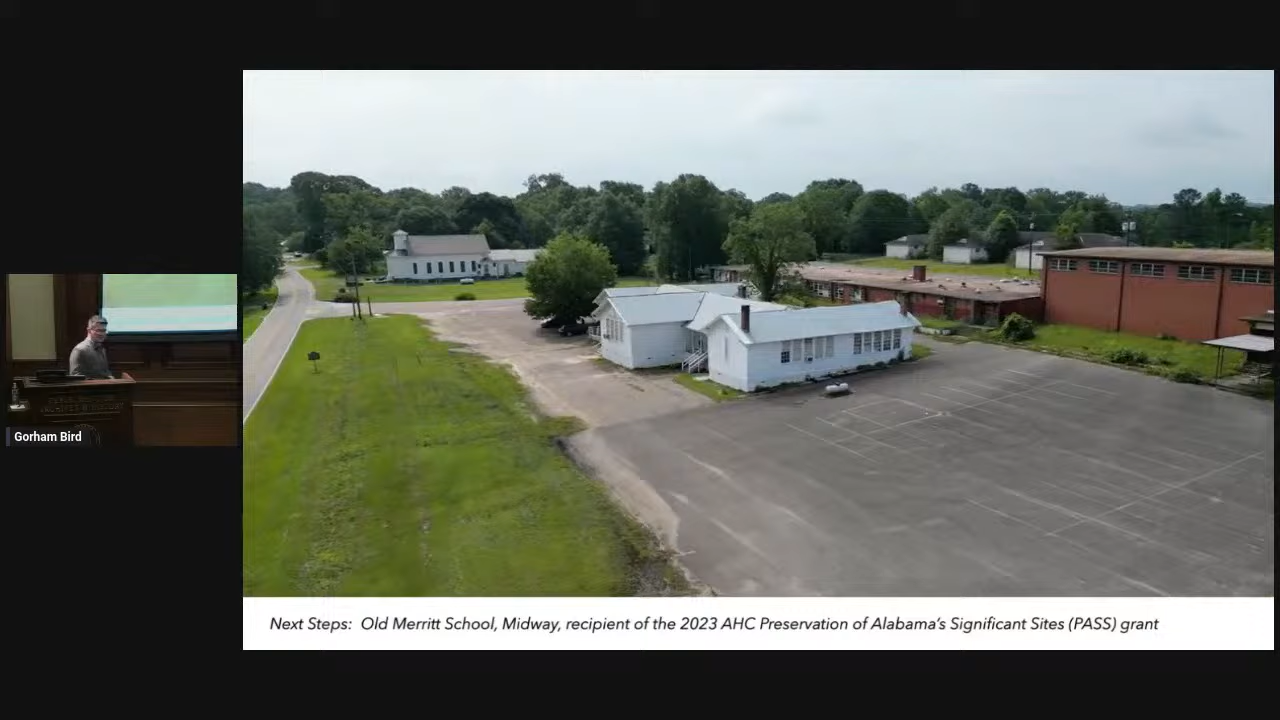 Gorham Bird
Next Steps: Old Merritt School, Midway, recipient of the 2023 AHC Preservation of Alabama's Significant Sites (PASS) grant